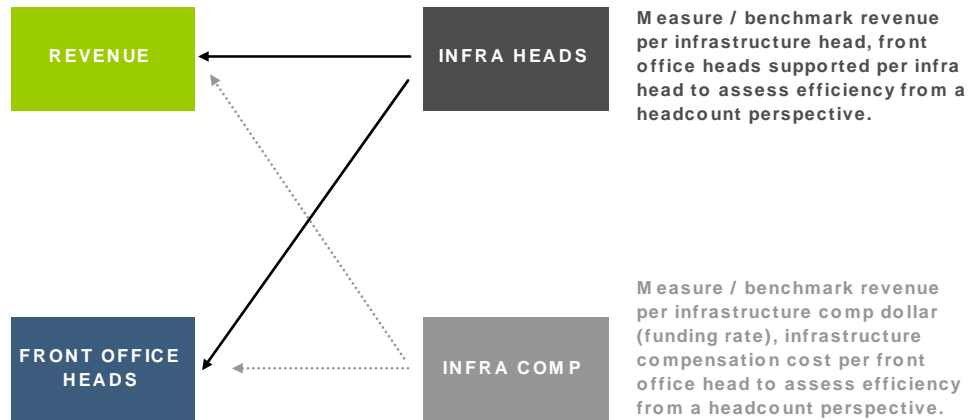 REVENUE
INFRA HEADS
Measure / benchmark revenue
per infrastructure head, front
office heads supported per infra
head to assess efficiency from a
headcount perspective.
FRONT OFFICE
HEADS
INFRA COMP
Measure / benchmark revenue
per infrastructure comp dollar
(funding rate), infrastructure
compensation cost per front
office head to assess efficiency
from a headcount perspective.